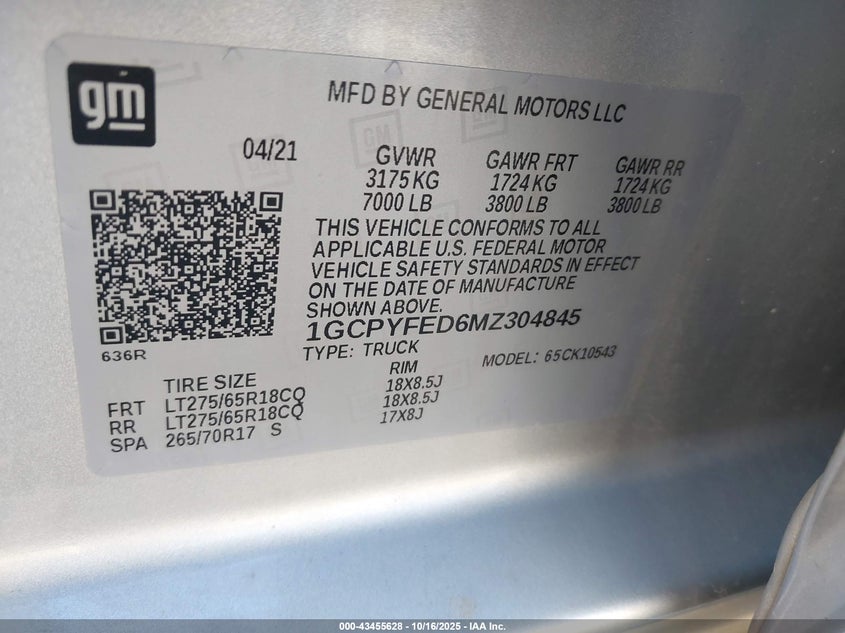 gm
MFD BY GENERAL MOTORS LLC
04/21
GVWR GAWR FRT GAWR RR
3175 KG 1724 KG 1724 KG
7000 LB 3800 LB 3800 LB
THIS VEHICLE CONFORMS TO ALL
APPLICABLE U.S. FEDERAL MOTOR
VEHICLE SAFETY STANDARDS IN EFFECT
ON THE DATE OF MANUFACTURE
SHOWN ABOVE.
1GCPYFED6MZ304845
636R
TYPE: TRUCK MODEL: 65CK10543
TIRE SIZE RIM
FRT LT275/65R18CQ 18X8.5J
RR LT275/65R18CQ 18X8.5J
SPA 265/70R17 S 17X8J
000-43455628 - 10/16/2025 - IAA Inc.